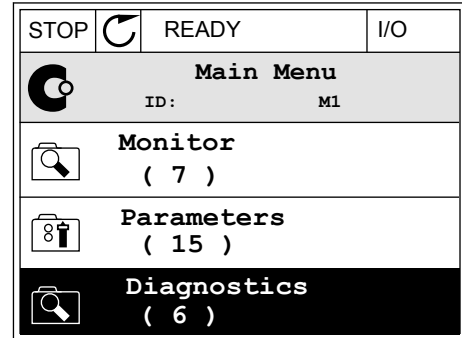 STOP READY I/O
Main Menu
ID: M1
Monitor
( 7 )
Parameters
( 15 )
Diagnostics
( 6 )